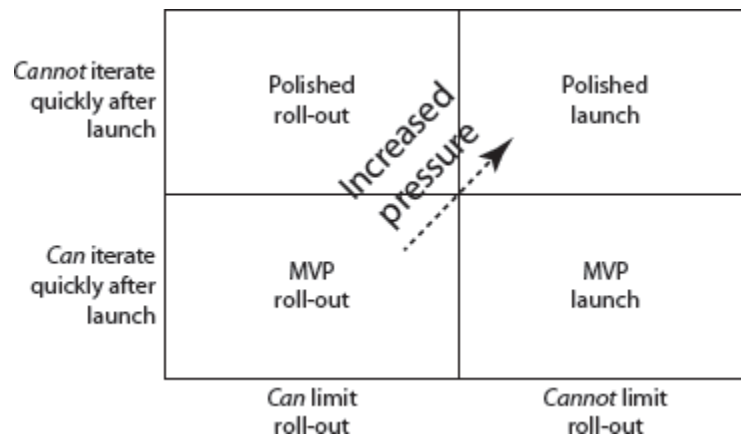 Cannot iterate
quickly after
launch
Polished
roll-out
Increased
pressure
Polished
launch
Can iterate
quickly after
launch
MVP
roll-out
MVP
launch
Can limit
roll-out
Cannot limit
roll-out